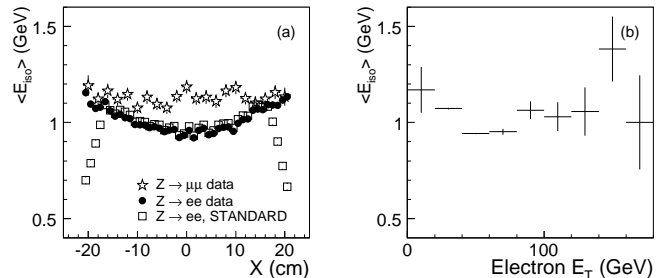 <E_iso> (GeV)
1.5
1
0.5
(a)
☆ Z → μμ data
● Z → ee data
□ Z → ee, STANDARD
-20 -10 0 10 20
X (cm)
<E_iso> (GeV)
1.5
1
0.5
(b)
0 100
Electron E_T (GeV)